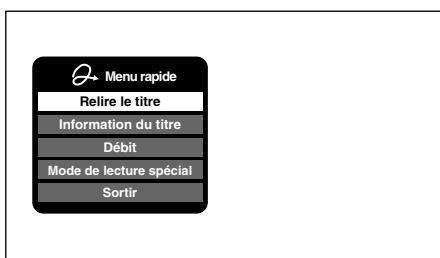 Menu rapide
Relire le titre
Information du titre
Débit
Mode de lecture spécial
Sortir